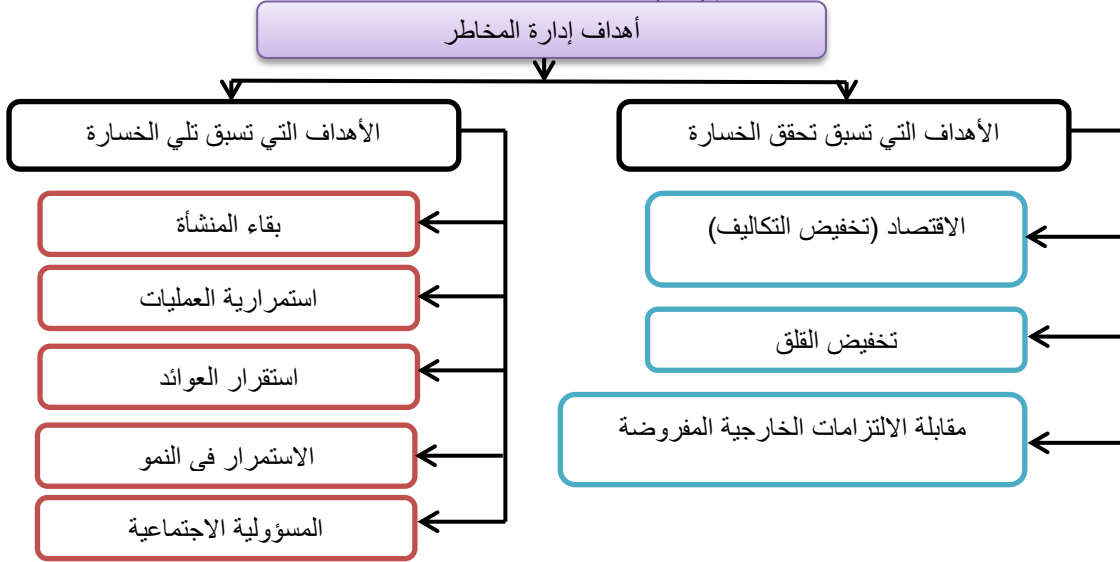 أهداف إدارة المخاطر
الأهداف التي تسبق تحقق الخسارة
الاقتصاد (تخفيض التكاليف)
تخفيض القلق
مقابلة الالتزامات الخارجية المفروضة
الأهداف التي تسبق تلي الخسارة
بقاء المنشأة
استمرارية العمليات
استقرار العوائد
الاستمرار في النمو
المسؤولية الاجتماعية